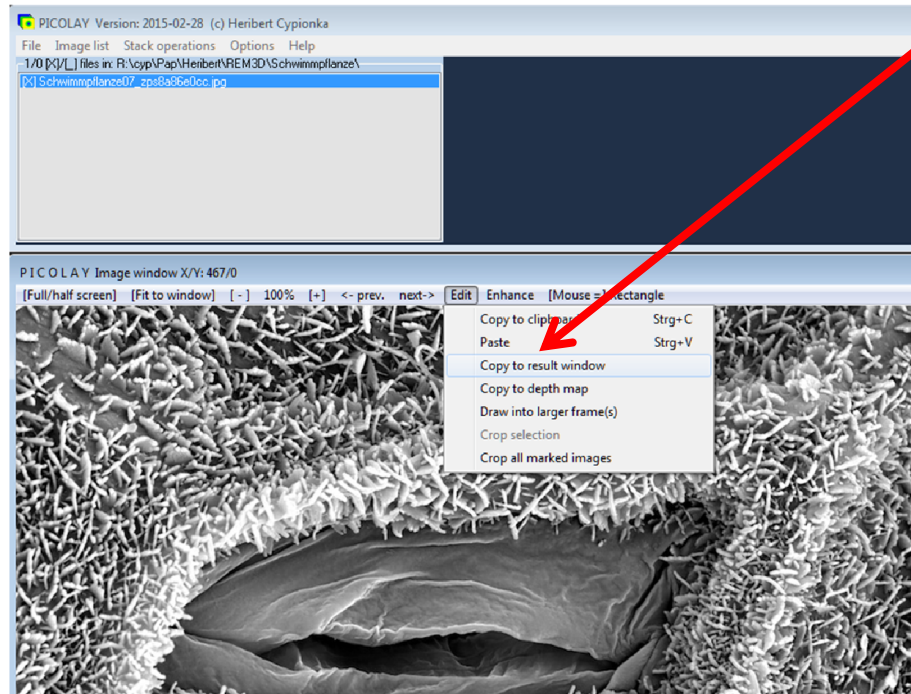 PICOLAY Version: 2015-02-28 (c) Heribert Cypionka
File Image list Stack operations Options Help
1/0 [X]/[_] files in: R:\cyp\Pap\Heribert\REM3D\Schwimmpflanze\
[X] Schwimmpflanze07_zps8a86e0cc.jpg
P I C O L A Y Image window X/Y: 467/0
[Full/half screen] [Fit to window] [ - ] 100% [+] <- prev. next-> Edit Enhance [Mouse =] Rectangle
Copy to clipboard Strg+C
Paste Strg+V
Copy to result window
Copy to depth map
Draw into larger frame(s)
Crop selection
Crop all marked images